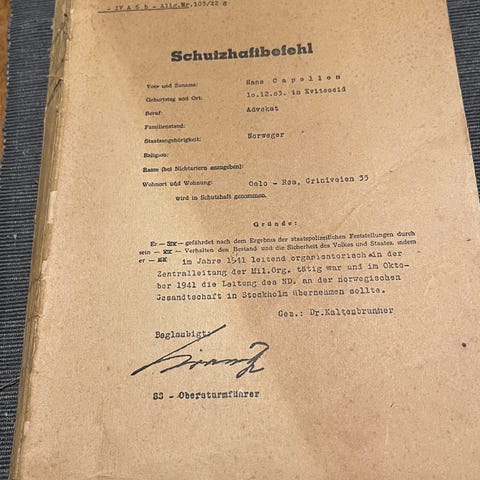 - IV A 6 b - Allg.Nr.107/42 g
Schutzhaftbefehl
Vor- und Zuname: Hans Capellen
Geburtstag und Ort: 10.12.03. in Kviteseid
Beruf: Advokat
Familienstand:
Staatsangehörigkeit: Norweger
Religion:
Rasse (bei Nichtariern anzugeben):
Wohnort und Wohnung: Oslo - Røa, Griniveien 35
wird in Schutzhaft genommen.
Gründe:
Er — — gefährdet nach dem Ergebnis der staatspolizeilichen Feststellungen durch
sein — — Verhalten den Bestand und die Sicherheit des Volkes und Staates, indem
er — — im Jahre 1941 leitend organisatorisch in der
Zentralleitung der Mil.Org. tätig war und im Okto-
ber 1941 die Leitung des ND. an der norwegischen
Gesandtschaft in Stockholm übernehmen sollte.
Gez.: Dr.Kaltenbrunner
Beglaubigt:
SS - Obersturmführer